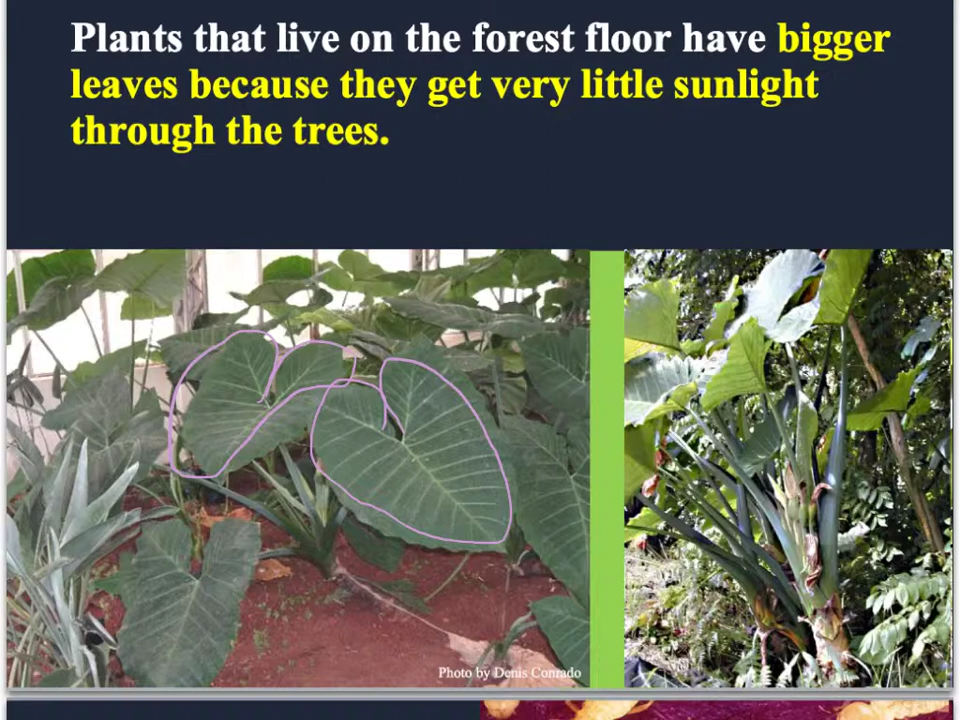 Plants that live on the forest floor have bigger
leaves because they get very little sunlight
through the trees.
Photo by Denis Conrado